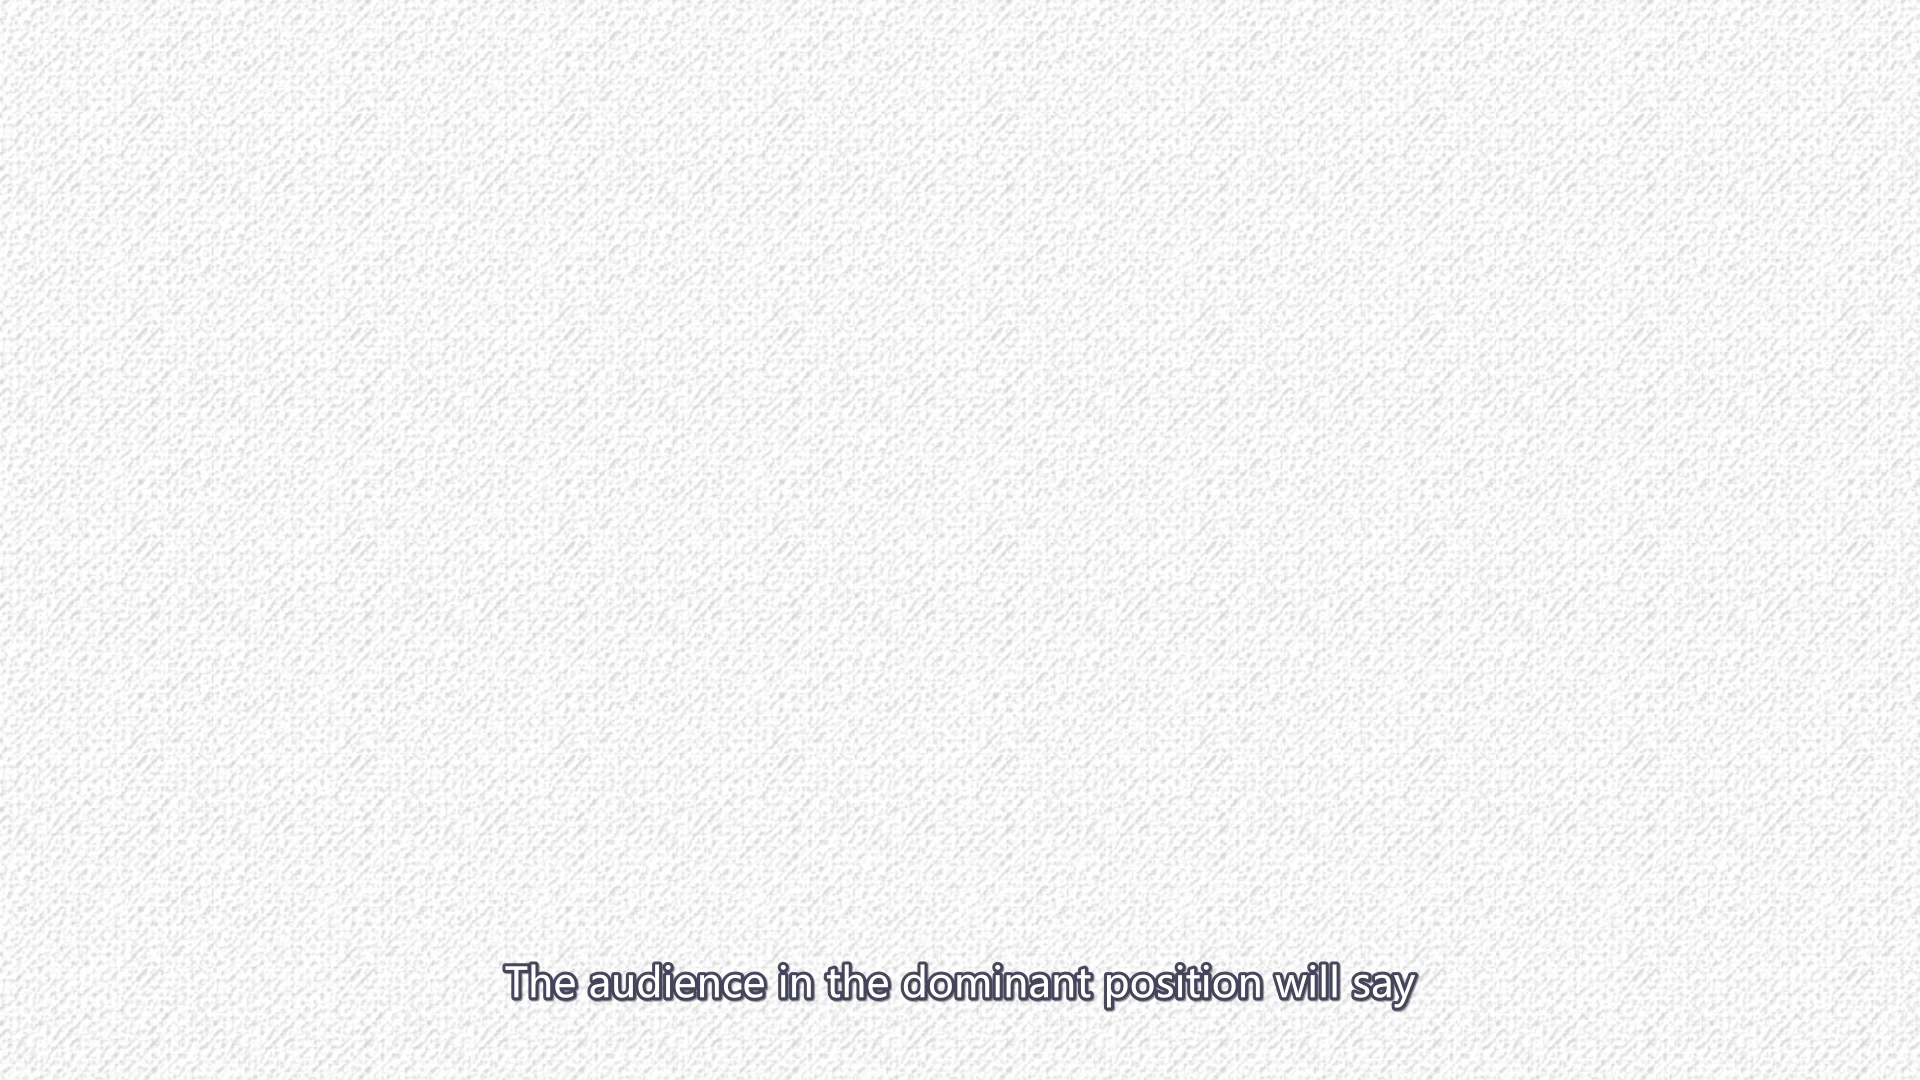 The audience in the dominant position will say